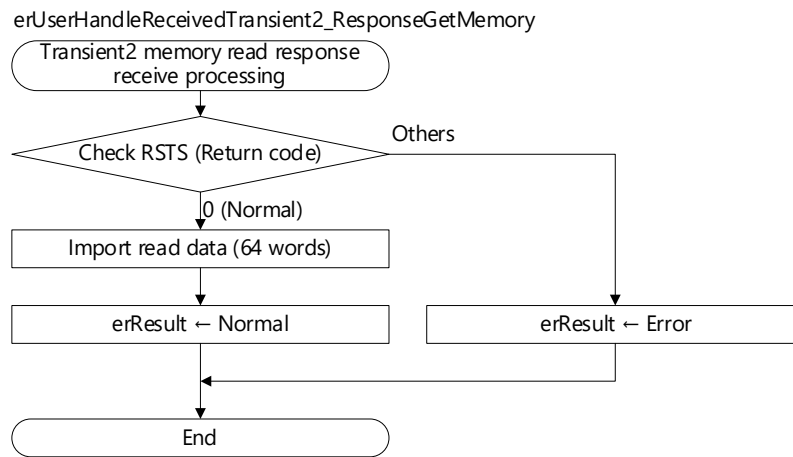 erUserHandleReceivedTransient2_ResponseGetMemory
Transient2 memory read response
receive processing
Others
Check RSTS (Return code)
0 (Normal)
Import read data (64 words)
erResult ← Normal
erResult ← Error
End